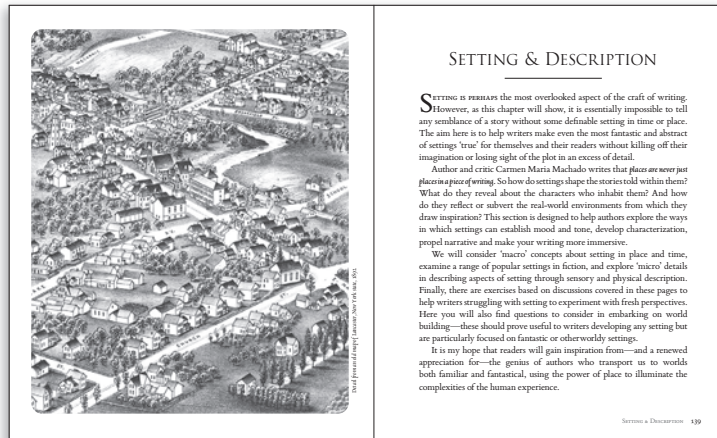 Detail from an old map of Lancaster, New York state, 1892.
SETTING & DESCRIPTION
SETTING IS PERHAPS the most overlooked aspect of the craft of writing.
However, as this chapter will show, it is essentially impossible to tell
any semblance of a story without some definable setting in time or place.
The aim here is to help writers make even the most fantastic and abstract
of settings ‘true’ for themselves and their readers without killing off their
imagination or losing sight of the plot in an excess of detail.
Author and critic Carmen Maria Machado writes that places are never just
places in a piece of writing. So how do settings shape the stories told within them?
What do they reveal about the characters who inhabit them? And how
do they reflect or subvert the real-world environments from which they
draw inspiration? This section is designed to help authors explore the ways
in which settings can establish mood and tone, develop characterization,
propel narrative and make your writing more immersive.
We will consider ‘macro’ concepts about setting in place and time,
examine a range of popular settings in fiction, and explore ‘micro’ details
in describing aspects of setting through sensory and physical description.
Finally, there are exercises based on discussions covered in these pages to
help writers struggling with setting to experiment with fresh perspectives.
Here you will also find questions to consider in embarking on world
building—these should prove useful to writers developing any setting but
are particularly focused on fantastic or otherworldly settings.
It is my hope that readers will gain inspiration from—and a renewed
appreciation for—the genius of authors who transport us to worlds
both familiar and fantastical, using the power of place to illuminate the
complexities of the human experience.
SETTING & DESCRIPTION 139